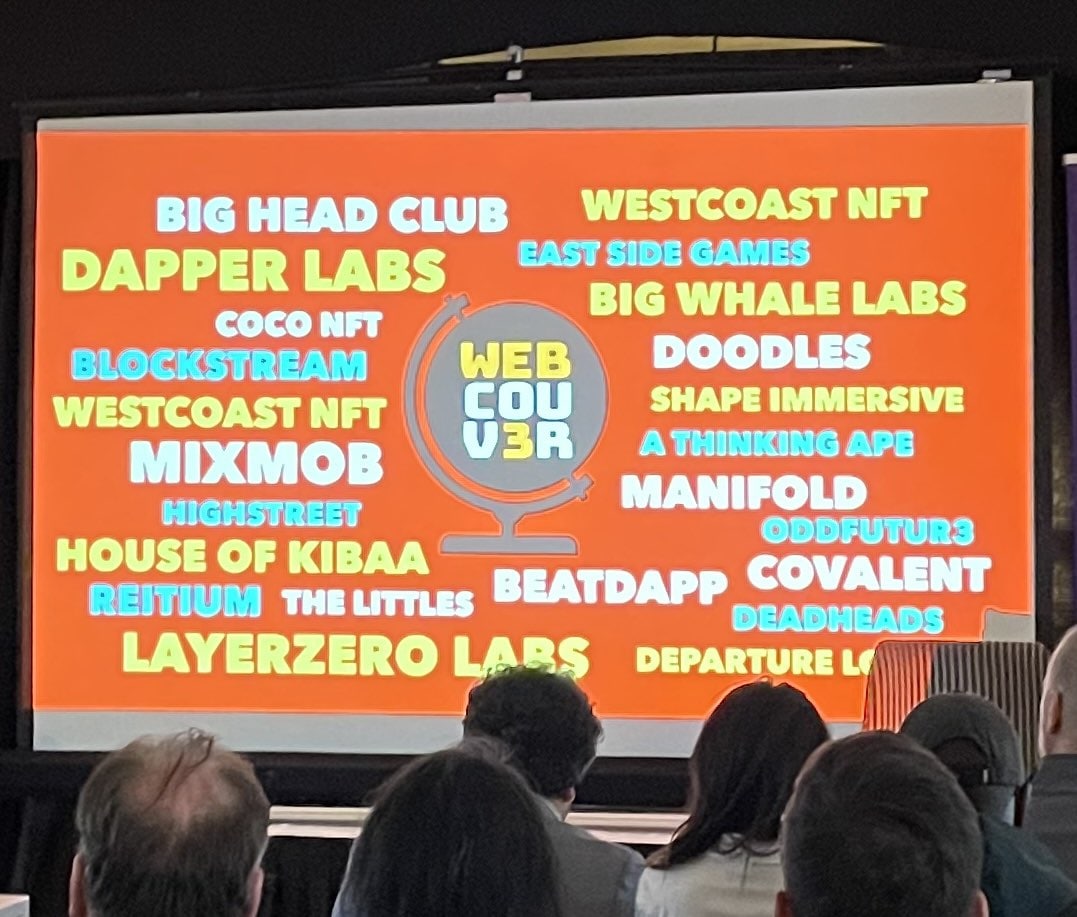 BIG HEAD CLUB
WESTCOAST NFT
DAPPER LABS
EAST SIDE GAMES
BIG WHALE LABS
COCO NFT
DOODLES
BLOCKSTREAM
WEB
COU
V3R
SHAPE IMMERSIVE
WESTCOAST NFT
A THINKING APE
MIXMOB
MANIFOLD
HIGHSTREET
ODDFUTUR3
HOUSE OF KIBAA
COVALENT
REITIUM
THE LITTLES
BEATDAPP
DEADHEADS
LAYERZERO LABS
DEPARTURE